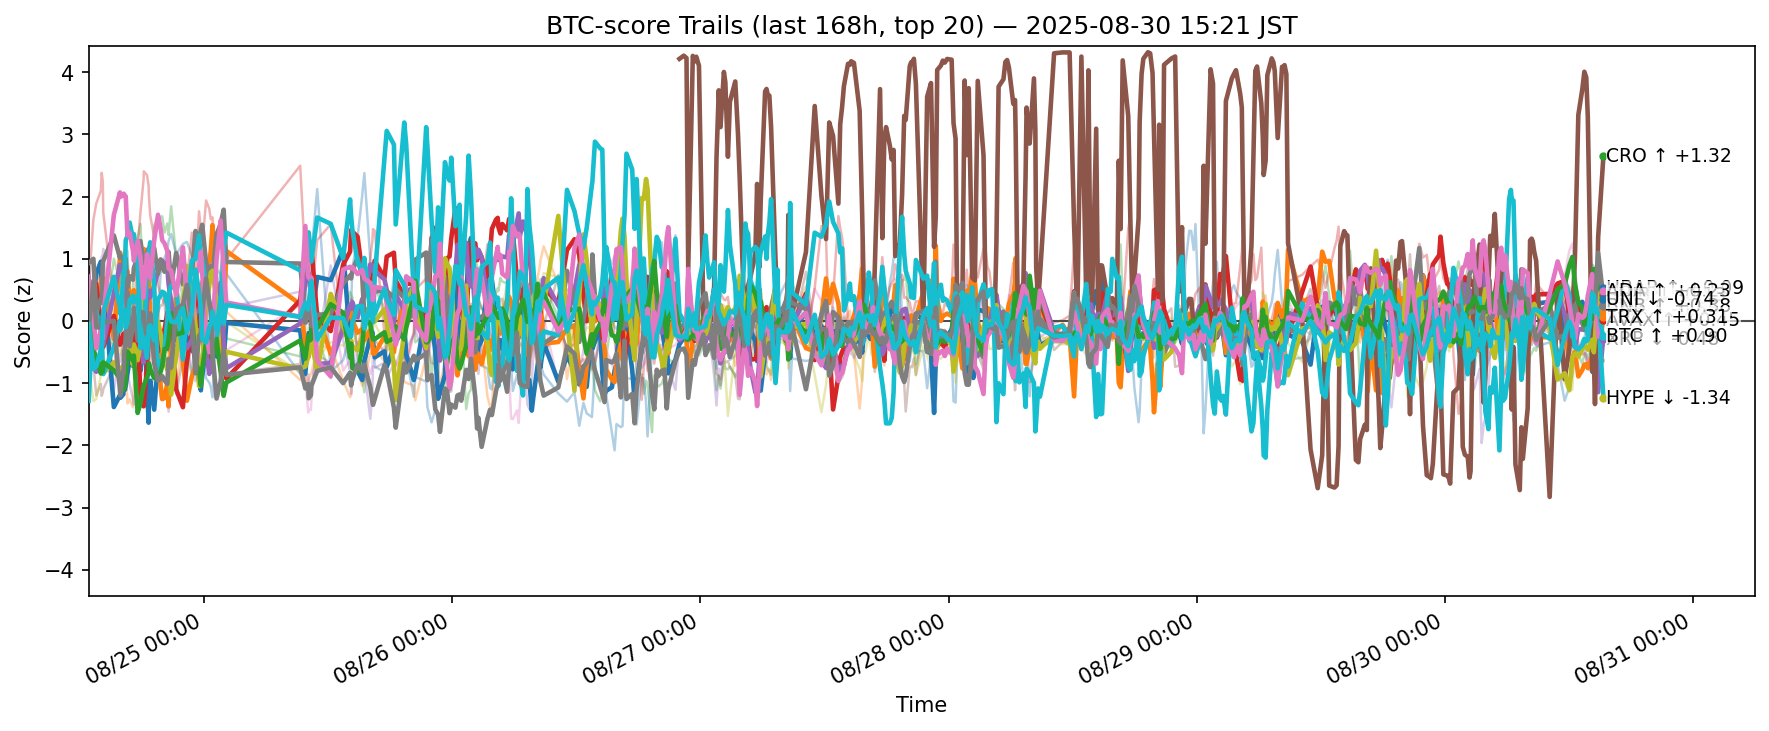 BTC-score Trails (last 168h, top 20) — 2025-08-30 15:21 JST
Score (z)
4
3
2
1
0
−1
−2
−3
−4
CRO ↑ +1.32
UNI ↓ -0.74
TRX ↑ +0.31
BTC ↑ +0.90
HYPE ↓ -1.34
08/25 00:00
08/26 00:00
08/27 00:00
08/28 00:00
08/29 00:00
08/30 00:00
08/31 00:00
Time